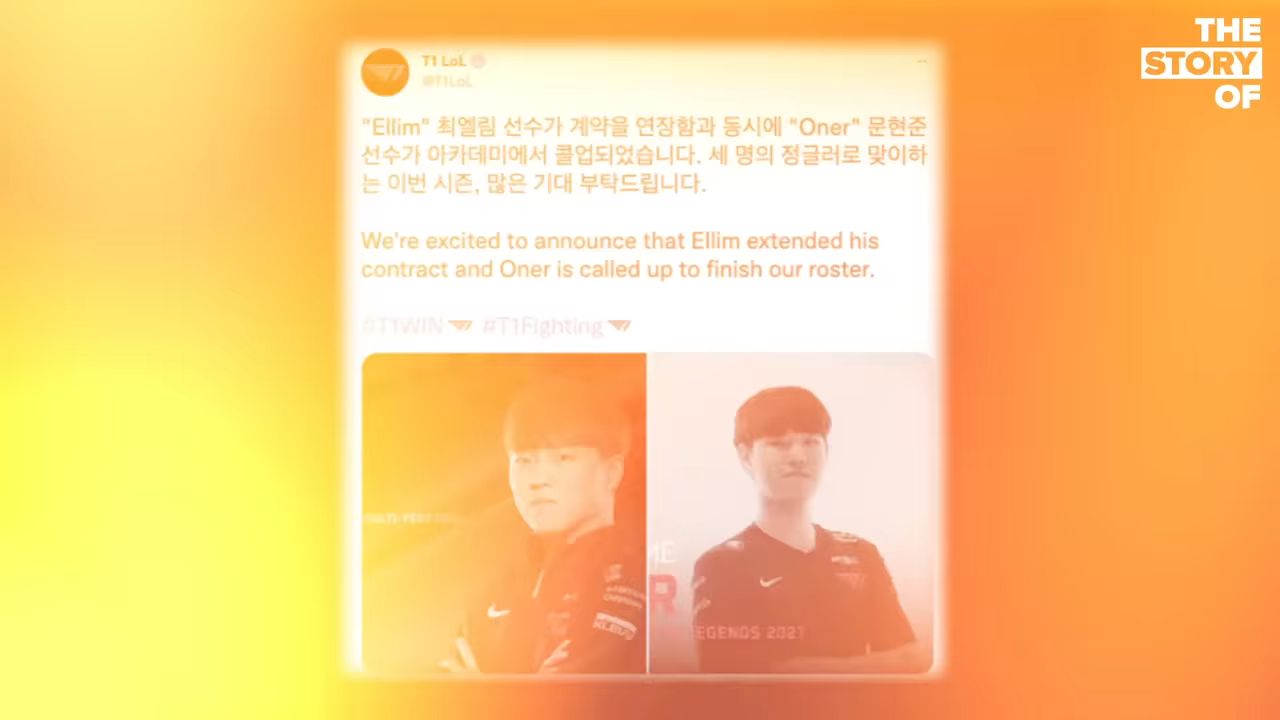 THE
STORY
OF
T1 LoL
@T1LoL
"Ellim" 최엘림 선수가 계약을 연장함과 동시에 "Oner" 문현준
선수가 아카데미에서 콜업되었습니다. 세 명의 정글러로 맞이하
는 이번 시즌, 많은 기대 부탁드립니다.
We're excited to announce that Ellim extended his
contract and Oner is called up to finish our roster.
#T1WIN #T1Fighting
EGENDS 2021